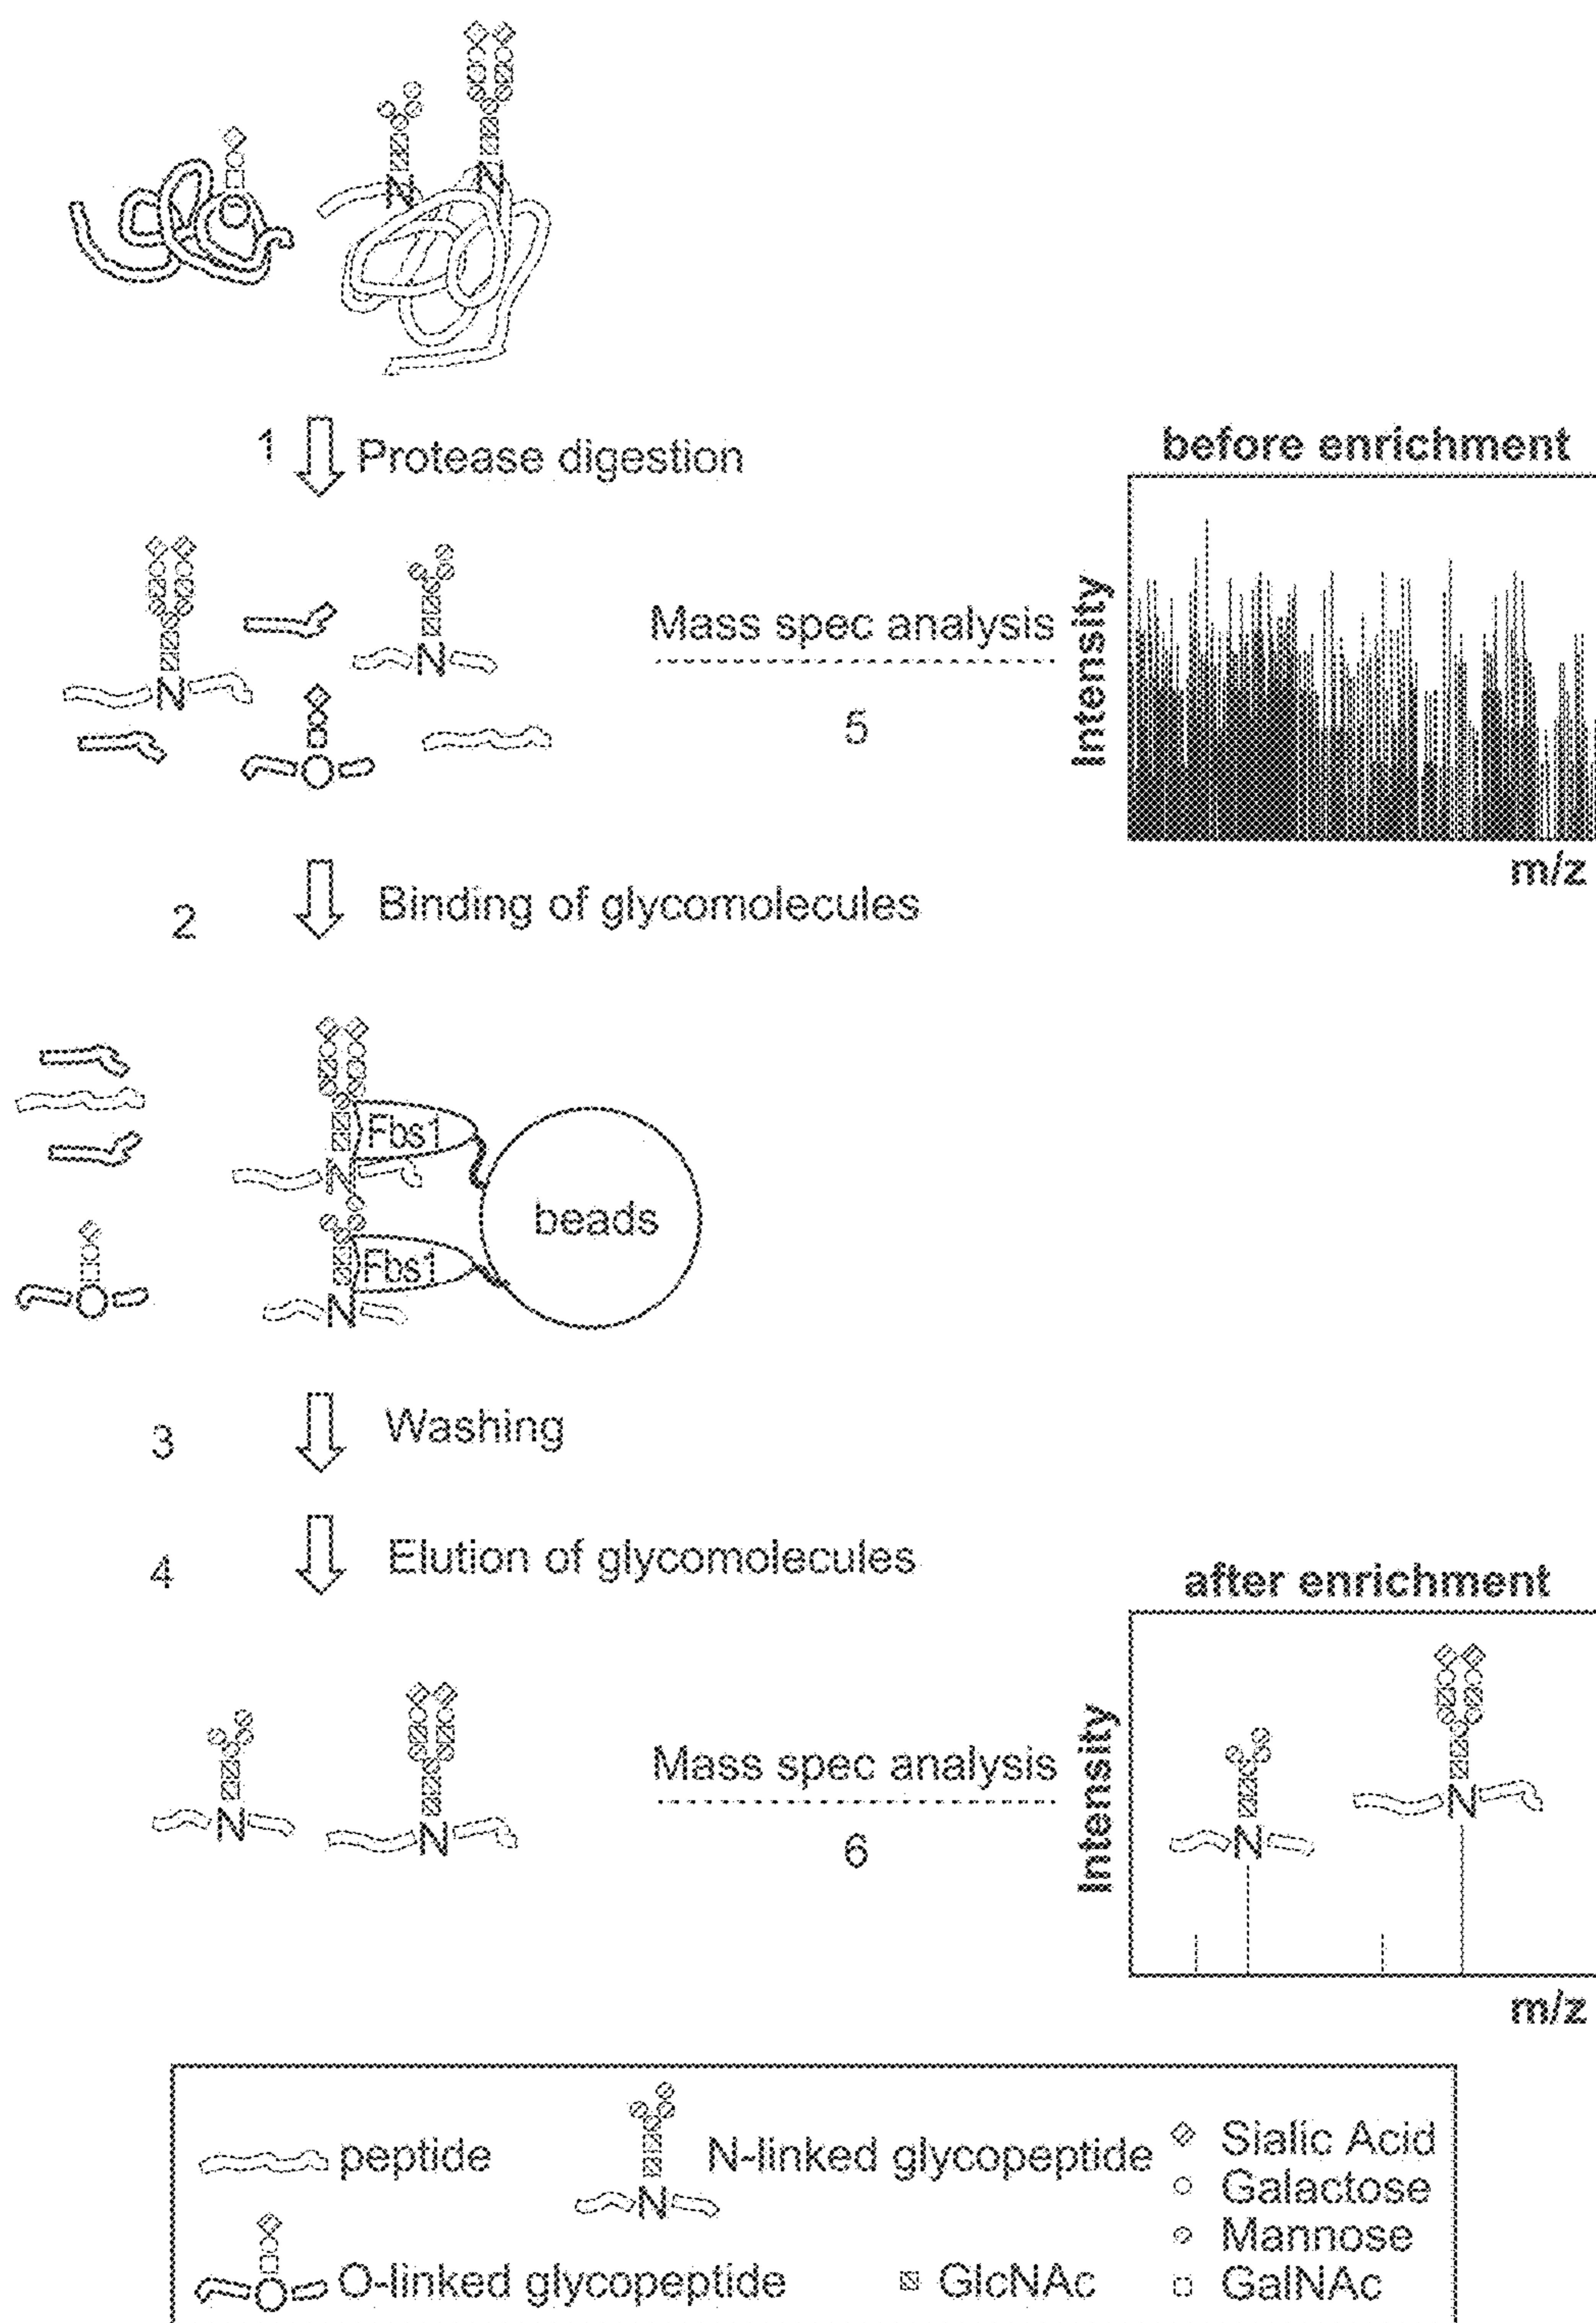 N
N
O
1
Protease digestion
before enrichment
Intensity
m/z
N
N
O
Mass spec analysis
5
2
Binding of glycomolecules
Fbs1
N
beads
Fbs1
O
N
3
Washing
4
Elution of glycomolecules
after enrichment
Intensity
m/z
N
N
Mass spec analysis
6
N
N
peptide
N-linked glycopeptide
N
Sialic Acid
Galactose
Mannose
O
O-linked glycopeptide
GlcNAc
GalNAc